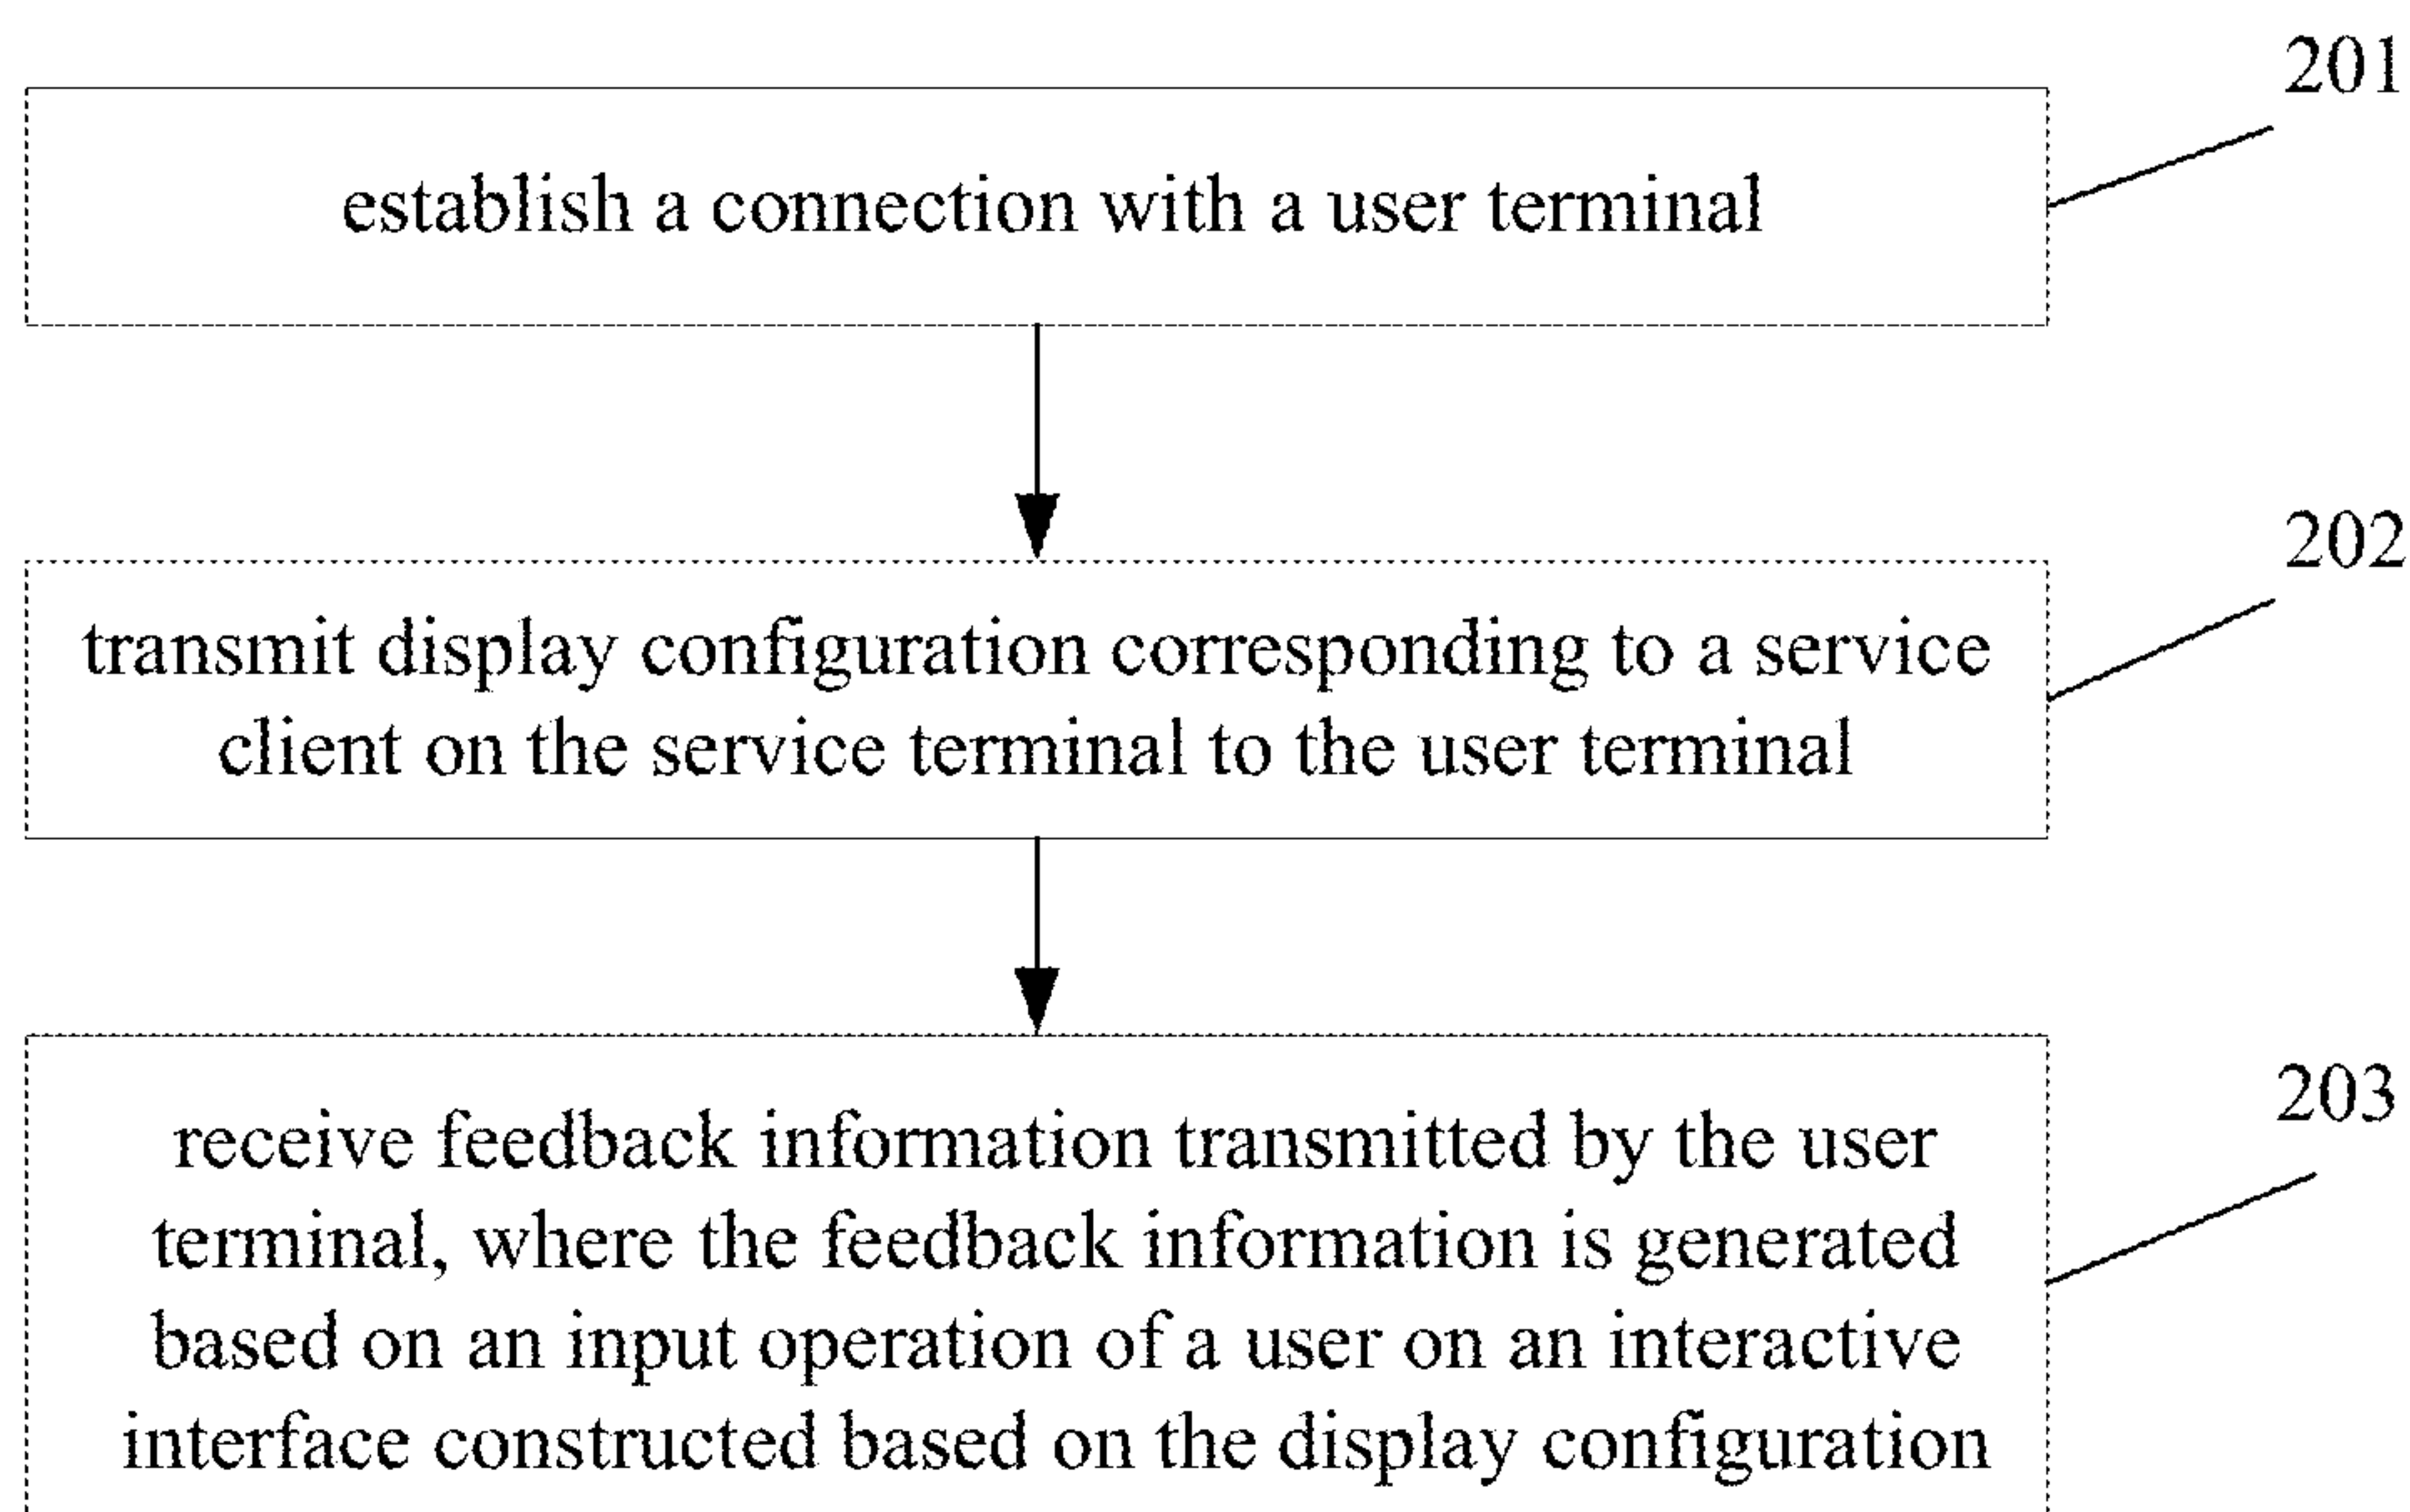 201
establish a connection with a user terminal
202
transmit display configuration corresponding to a service
client on the service terminal to the user terminal
203
receive feedback information transmitted by the user
terminal, where the feedback information is generated
based on an input operation of a user on an interactive
interface constructed based on the display configuration